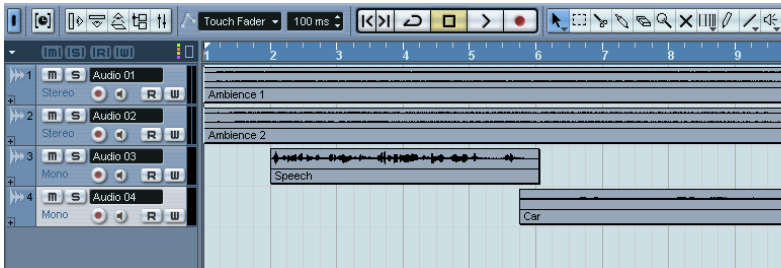 Touch Fader 100 ms
m S R W
1 2 3 4 5 6 7 8 9
1 m S Audio 01
Stereo R W
Ambience 1
2 m S Audio 02
Stereo R W
Ambience 2
3 m S Audio 03
Mono R W
Speech
4 m S Audio 04
Mono R W
Car